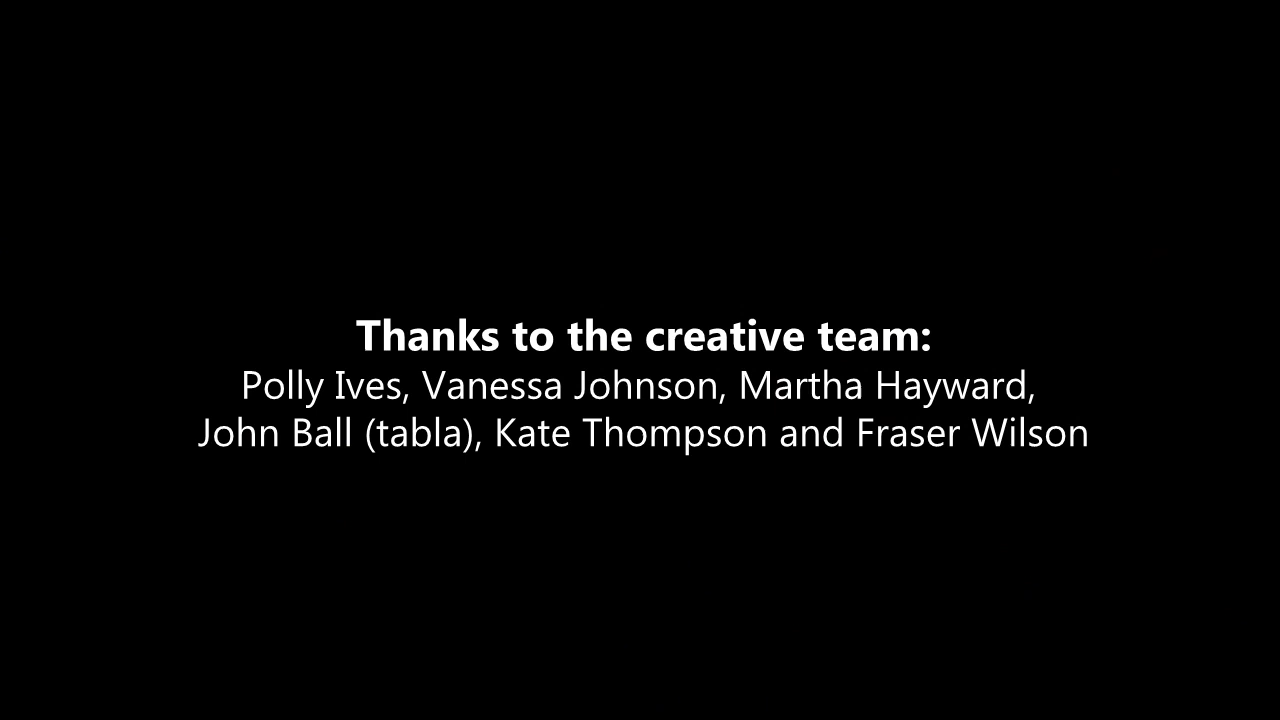 Thanks to the creative team:
Polly Ives, Vanessa Johnson, Martha Hayward,
John Ball (tabla), Kate Thompson and Fraser Wilson